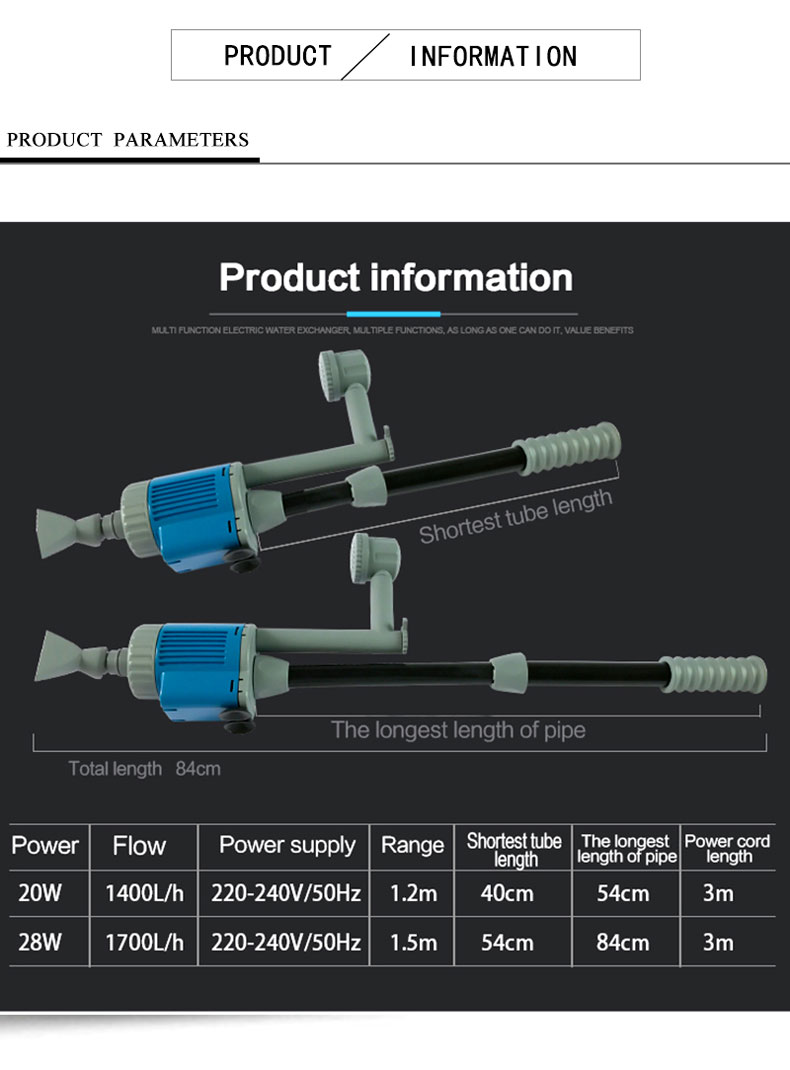 PRODUCT INFORMATION
PRODUCT PARAMETERS
Product information
MULTI FUNCTION ELECTRIC WATER EXCHANGER, MULTIPLE FUNCTIONS, AS LONG AS ONE CAN DO IT, VALUE BENEFITS
Shortest tube length
The longest length of pipe
Total length 84cm
Power Flow Power supply Range Shortest tube length The longest length of pipe Power cord length
20W 1400L/h 220-240V/50Hz 1.2m 40cm 54cm 3m
28W 1700L/h 220-240V/50Hz 1.5m 54cm 84cm 3m